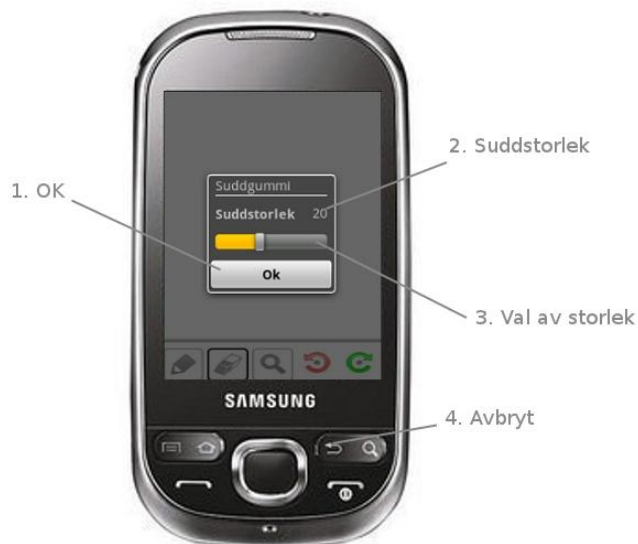 2. Suddstorlek
1. OK
Suddgummi
Suddstorlek 20
Ok
3. Val av storlek
SAMSUNG
4. Avbryt